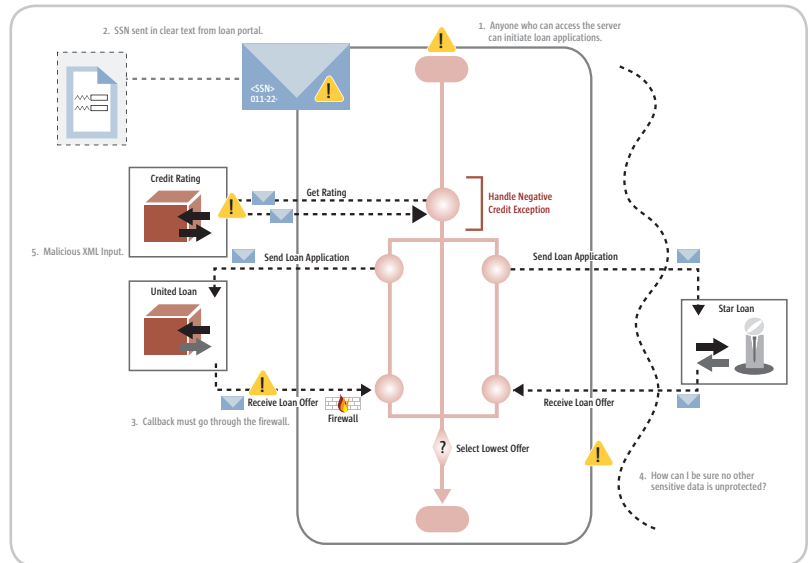 2. SSN sent in clear text from loan portal.
1. Anyone who can access the server
can initiate loan applications.
<SSN>
011-22-
Credit Rating
Get Rating
Handle Negative
Credit Exception
5. Malicious XML Input.
Send Loan Application
Send Loan Application
United Loan
Star Loan
Receive Loan Offer
Firewall
Receive Loan Offer
3. Callback must go through the firewall.
?
Select Lowest Offer
4. How can I be sure no other
sensitive data is unprotected?